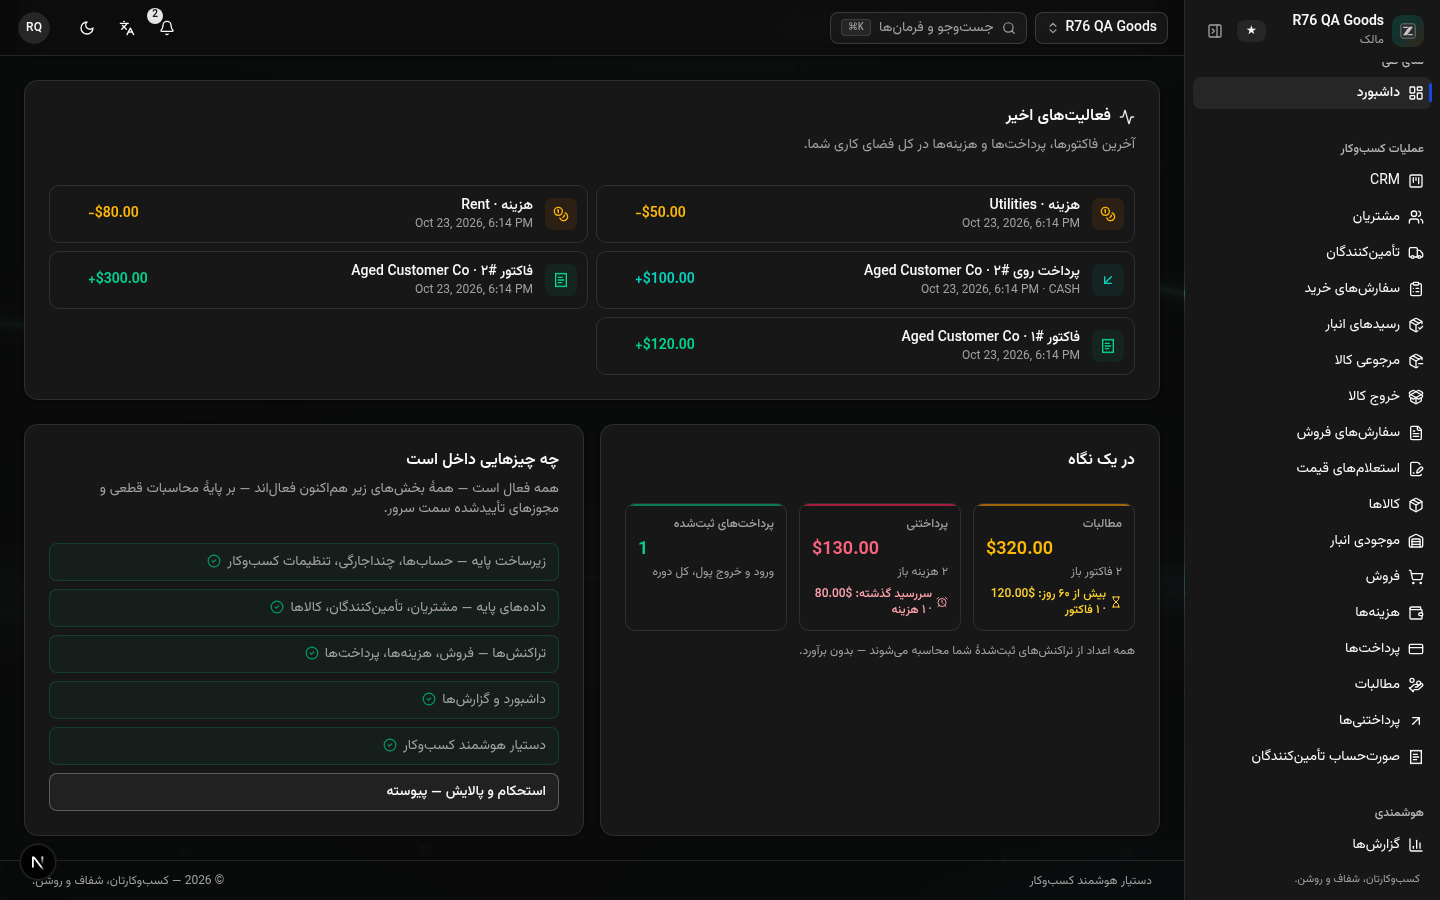 R76 QA Goods
مالک
★
R76 QA Goods
جست‌وجو و فرمان‌ها
⌘K
2
RQ
داشبورد
عملیات کسب‌وکار
CRM
مشتریان
تأمین‌کنندگان
سفارش‌های خرید
رسیدهای انبار
مرجوعی کالا
خروج کالا
سفارش‌های فروش
استعلام‌های قیمت
کالاها
موجودی انبار
فروش
هزینه‌ها
پرداخت‌ها
مطالبات
پرداختنی‌ها
صورت‌حساب تأمین‌کنندگان
هوشمندی
گزارش‌ها
کسب‌وکارتان، شفاف و روشن.
فعالیت‌های اخیر
آخرین فاکتورها، پرداخت‌ها و هزینه‌ها در کل فضای کاری شما.
هزینه · Utilities
Oct 23, 2026, 6:14 PM
-$50.00
هزینه · Rent
Oct 23, 2026, 6:14 PM
-$80.00
پرداخت روی #۲ · Aged Customer Co
Oct 23, 2026, 6:14 PM · CASH
+$100.00
فاکتور #۲ · Aged Customer Co
Oct 23, 2026, 6:14 PM
+$300.00
فاکتور #۱ · Aged Customer Co
Oct 23, 2026, 6:14 PM
+$120.00
در یک نگاه
مطالبات
$320.00
۲ فاکتور باز
بیش از ۶۰ روز: $120.00
· ۱ فاکتور
پرداختنی
$130.00
۲ هزینه باز
سررسید گذشته: $80.00
· ۱ هزینه
پرداخت‌های ثبت‌شده
1
ورود و خروج پول، کل دوره
همه اعداد از تراکنش‌های ثبت‌شدهٔ شما محاسبه می‌شوند — بدون برآورد.
چه چیزهایی داخل است
همه فعال است — همهٔ بخش‌های زیر هم‌اکنون فعال‌اند — بر پایهٔ محاسبات قطعی و
مجوزهای تأییدشده سمت سرور.
زیرساخت پایه — حساب‌ها، چنداجارگی، تنظیمات کسب‌وکار
داده‌های پایه — مشتریان، تأمین‌کنندگان، کالاها
تراکنش‌ها — فروش، هزینه‌ها، پرداخت‌ها
داشبورد و گزارش‌ها
دستیار هوشمند کسب‌وکار
استحکام و پالایش — پیوسته
دستیار هوشمند کسب‌وکار
© 2026 — کسب‌وکارتان، شفاف و روشن.
N